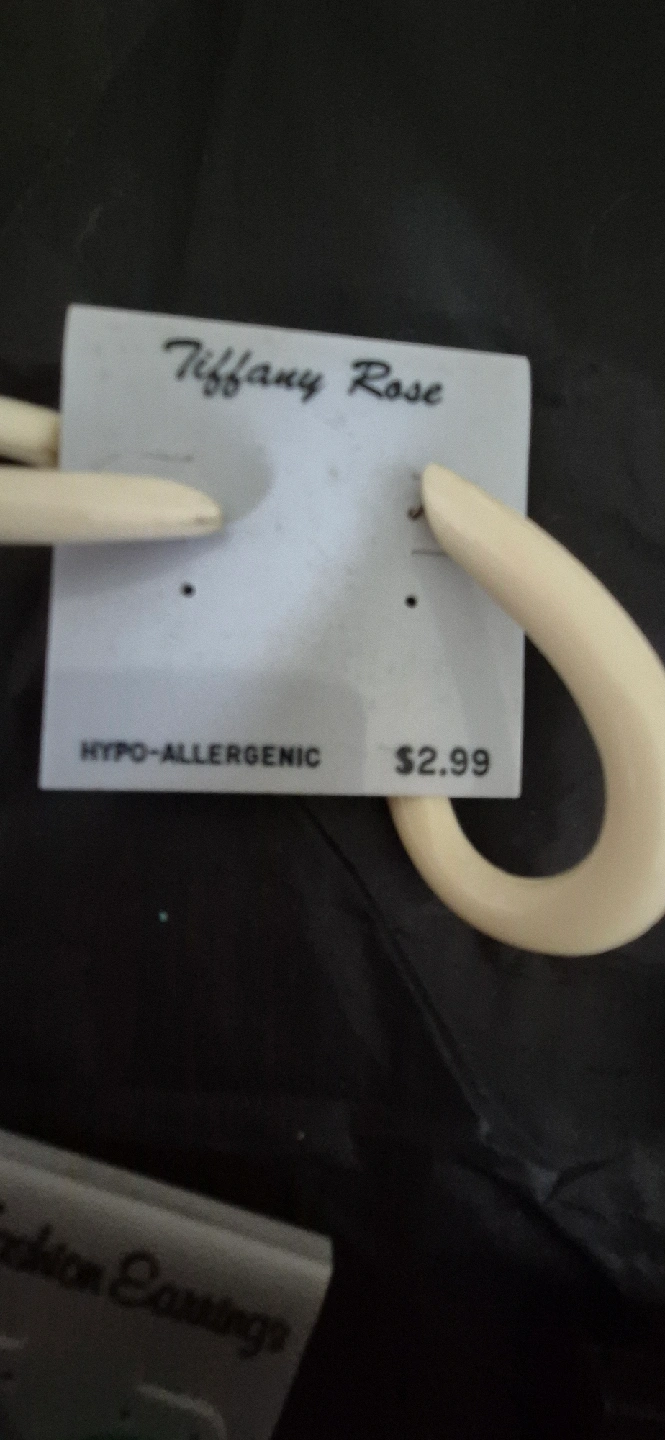 Tiffany Rose
HYPO-ALLERGENIC $2.99
Fashion Earrings